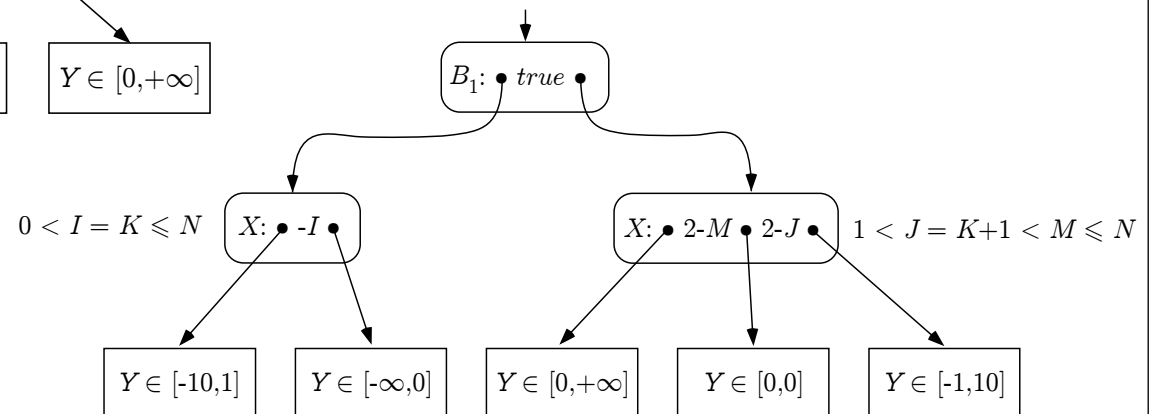 Y ∈ [0,+∞]
B₁: • true •
0 < I = K ⩽ N
X: • -I •
X: • 2-M • 2-J •
1 < J = K+1 < M ⩽ N
Y ∈ [-10,1]
Y ∈ [-∞,0]
Y ∈ [0,+∞]
Y ∈ [0,0]
Y ∈ [-1,10]